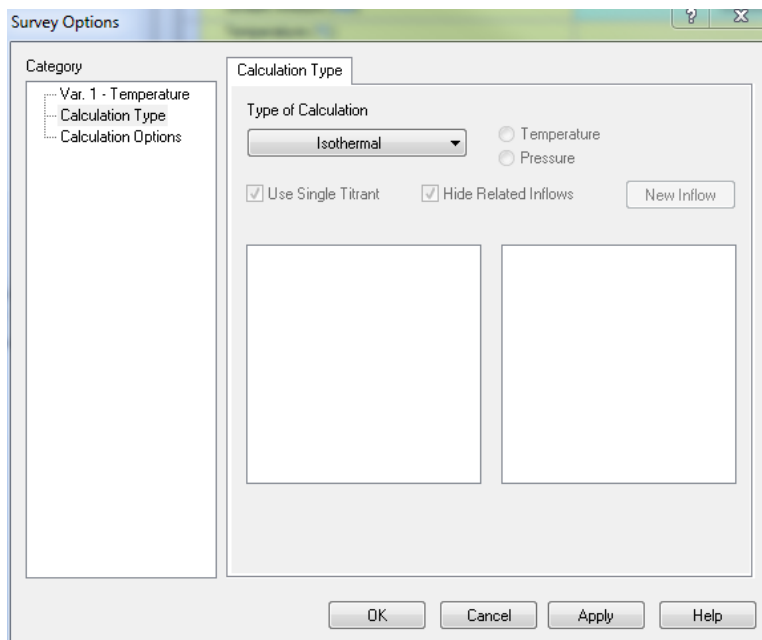 Survey Options
Category
Var. 1 - Temperature
Calculation Type
Calculation Options
Calculation Type
Type of Calculation
Isothermal
Temperature
Pressure
Use Single Titrant
Hide Related Inflows
New Inflow
OK
Cancel
Apply
Help